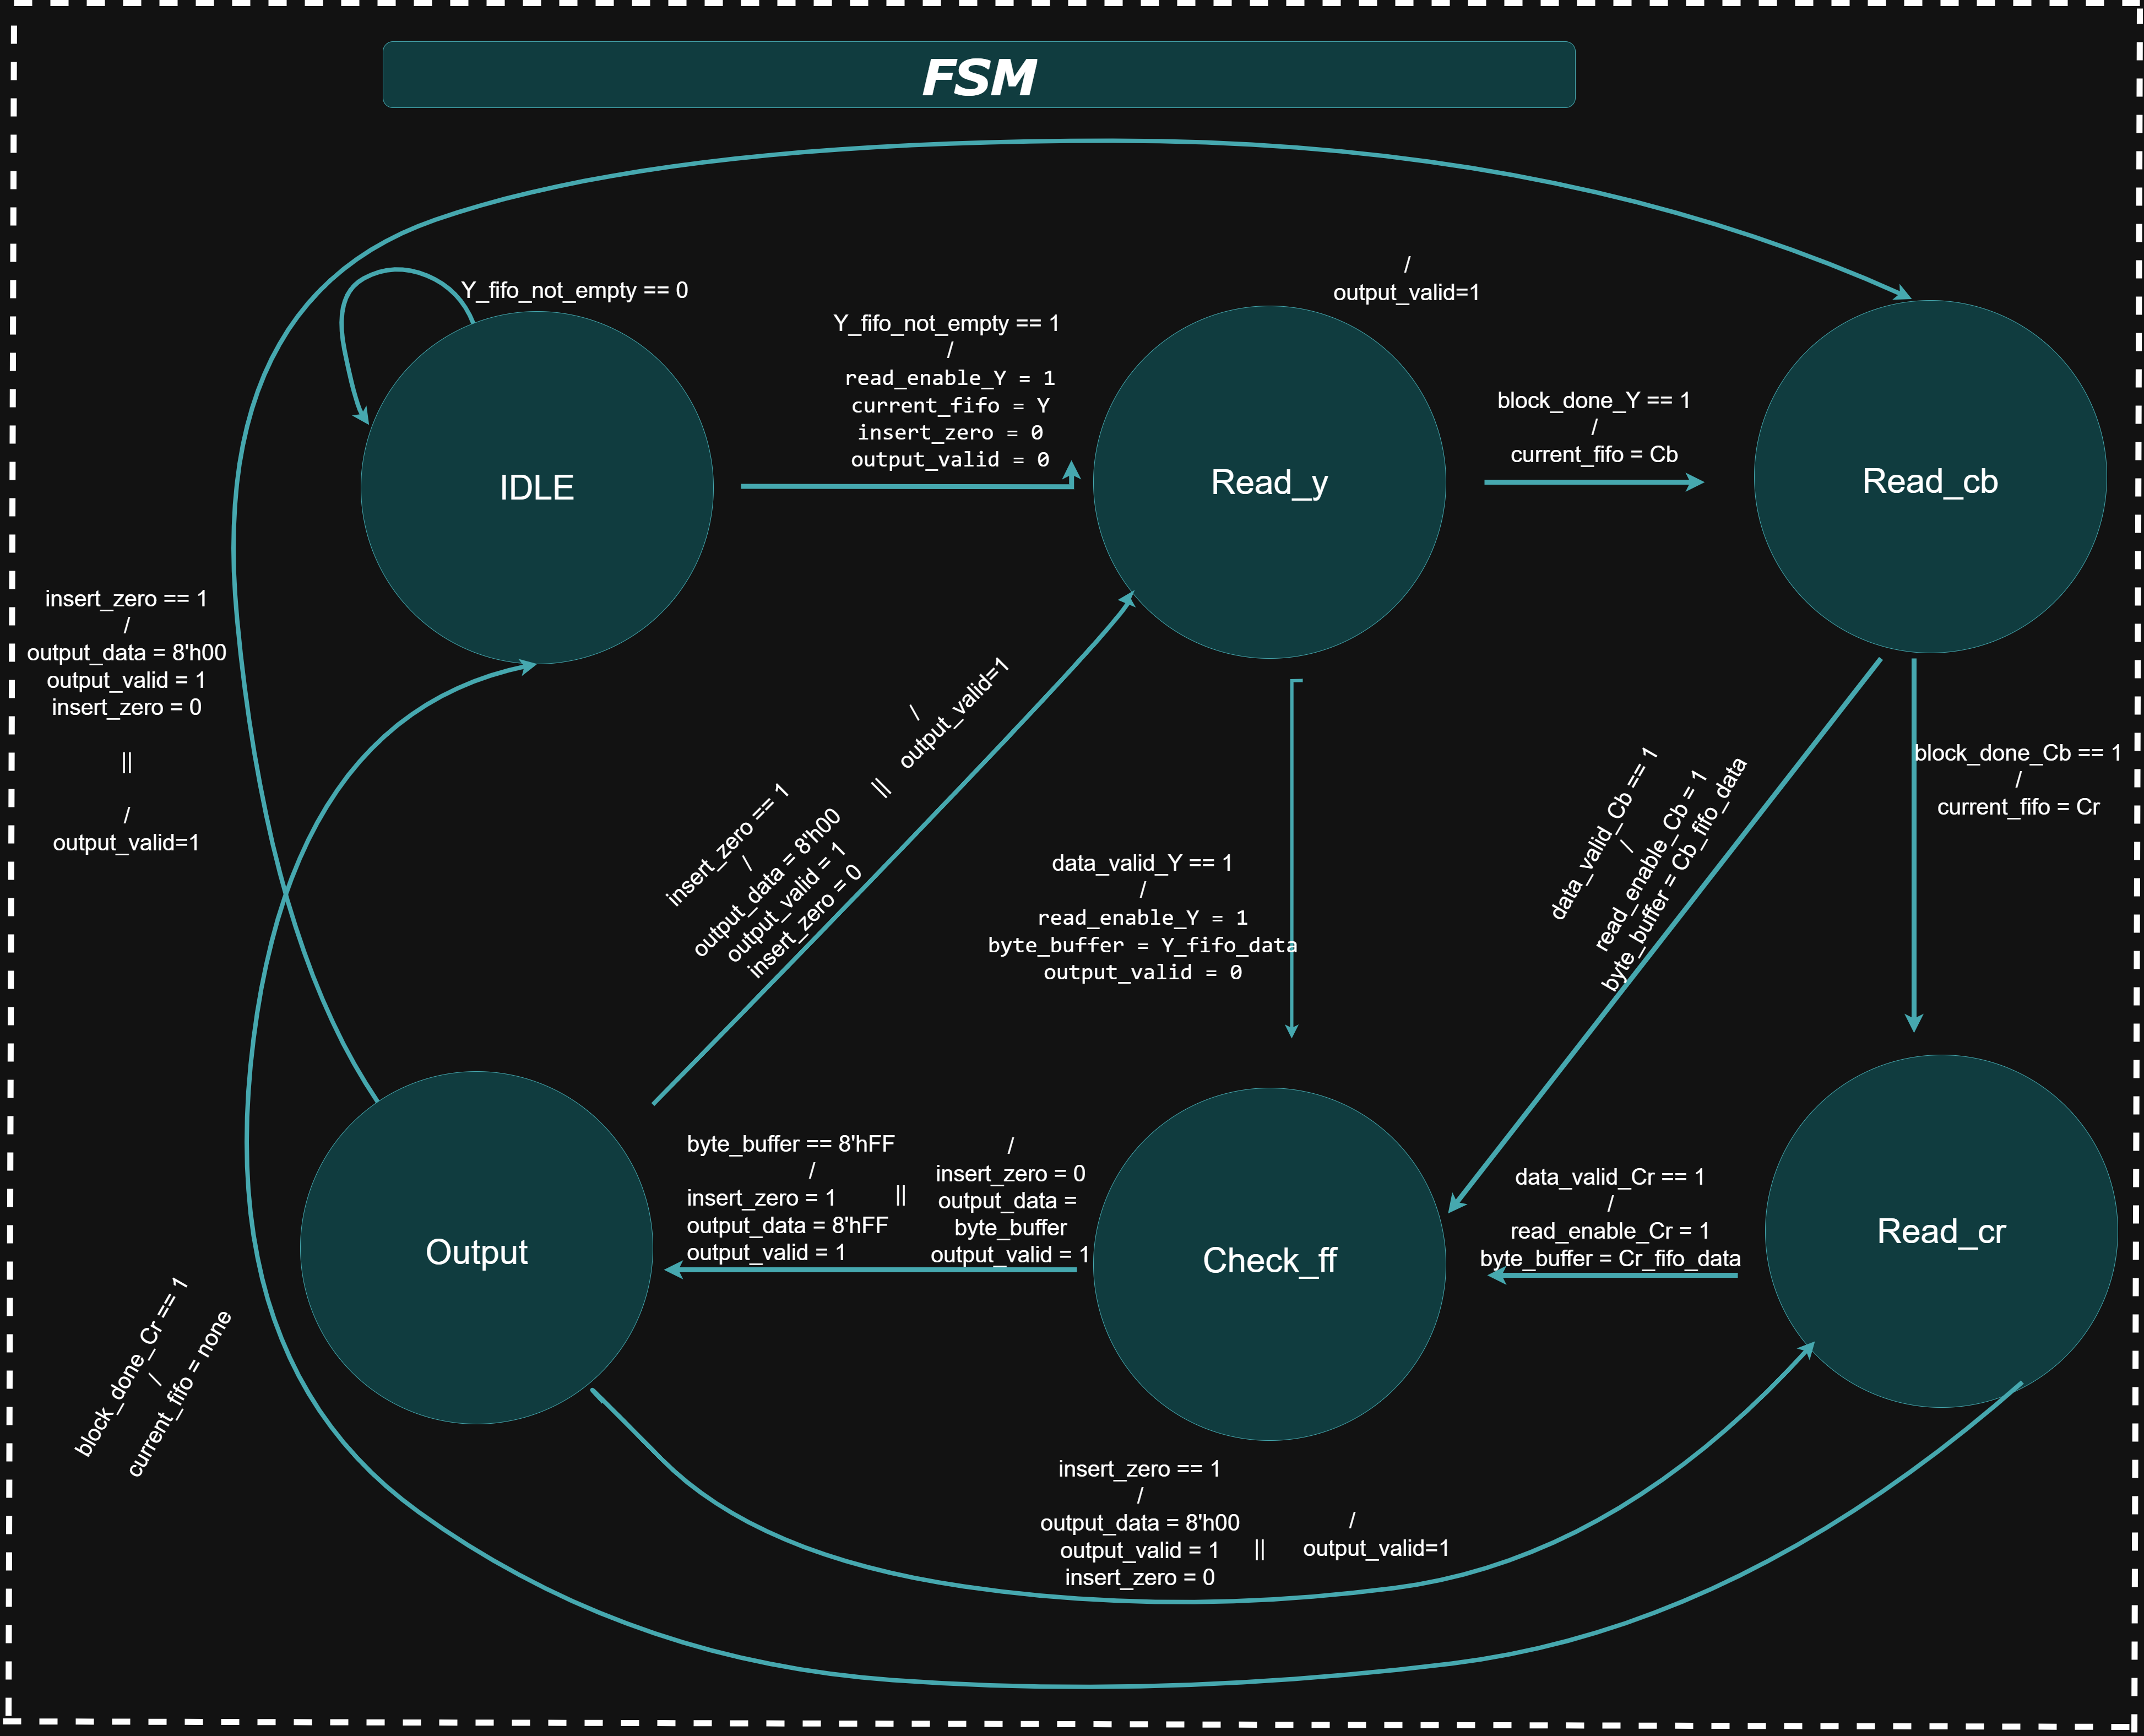 FSM
/
output_valid=1
Y_fifo_not_empty == 0
Y_fifo_not_empty == 1
/
read_enable_Y = 1
current_fifo = Y
insert_zero = 0
output_valid = 0
block_done_Y == 1
/
current_fifo = Cb
IDLE
Read_y
Read_cb
insert_zero == 1
/
output_data = 8'h00
output_valid = 1
insert_zero = 0
||
/
output_valid=1
insert_zero == 1
/
output_data = 8'h00
output_valid = 1
insert_zero = 0
||
/
output_valid=1
data_valid_Y == 1
/
read_enable_Y = 1
byte_buffer = Y_fifo_data
output_valid = 0
data_valid_Cb == 1
/
read_enable_Cb = 1
byte_buffer = Cb_fifo_data
block_done_Cb == 1
/
current_fifo = Cr
Output
byte_buffer == 8'hFF
/
insert_zero = 1
output_data = 8'hFF
output_valid = 1
||
/
insert_zero = 0
output_data =
byte_buffer
output_valid = 1
Check_ff
data_valid_Cr == 1
/
read_enable_Cr = 1
byte_buffer = Cr_fifo_data
Read_cr
block_done_Cr == 1
/
current_fifo = none
insert_zero == 1
/
output_data = 8'h00
output_valid = 1
insert_zero = 0
||
/
output_valid=1